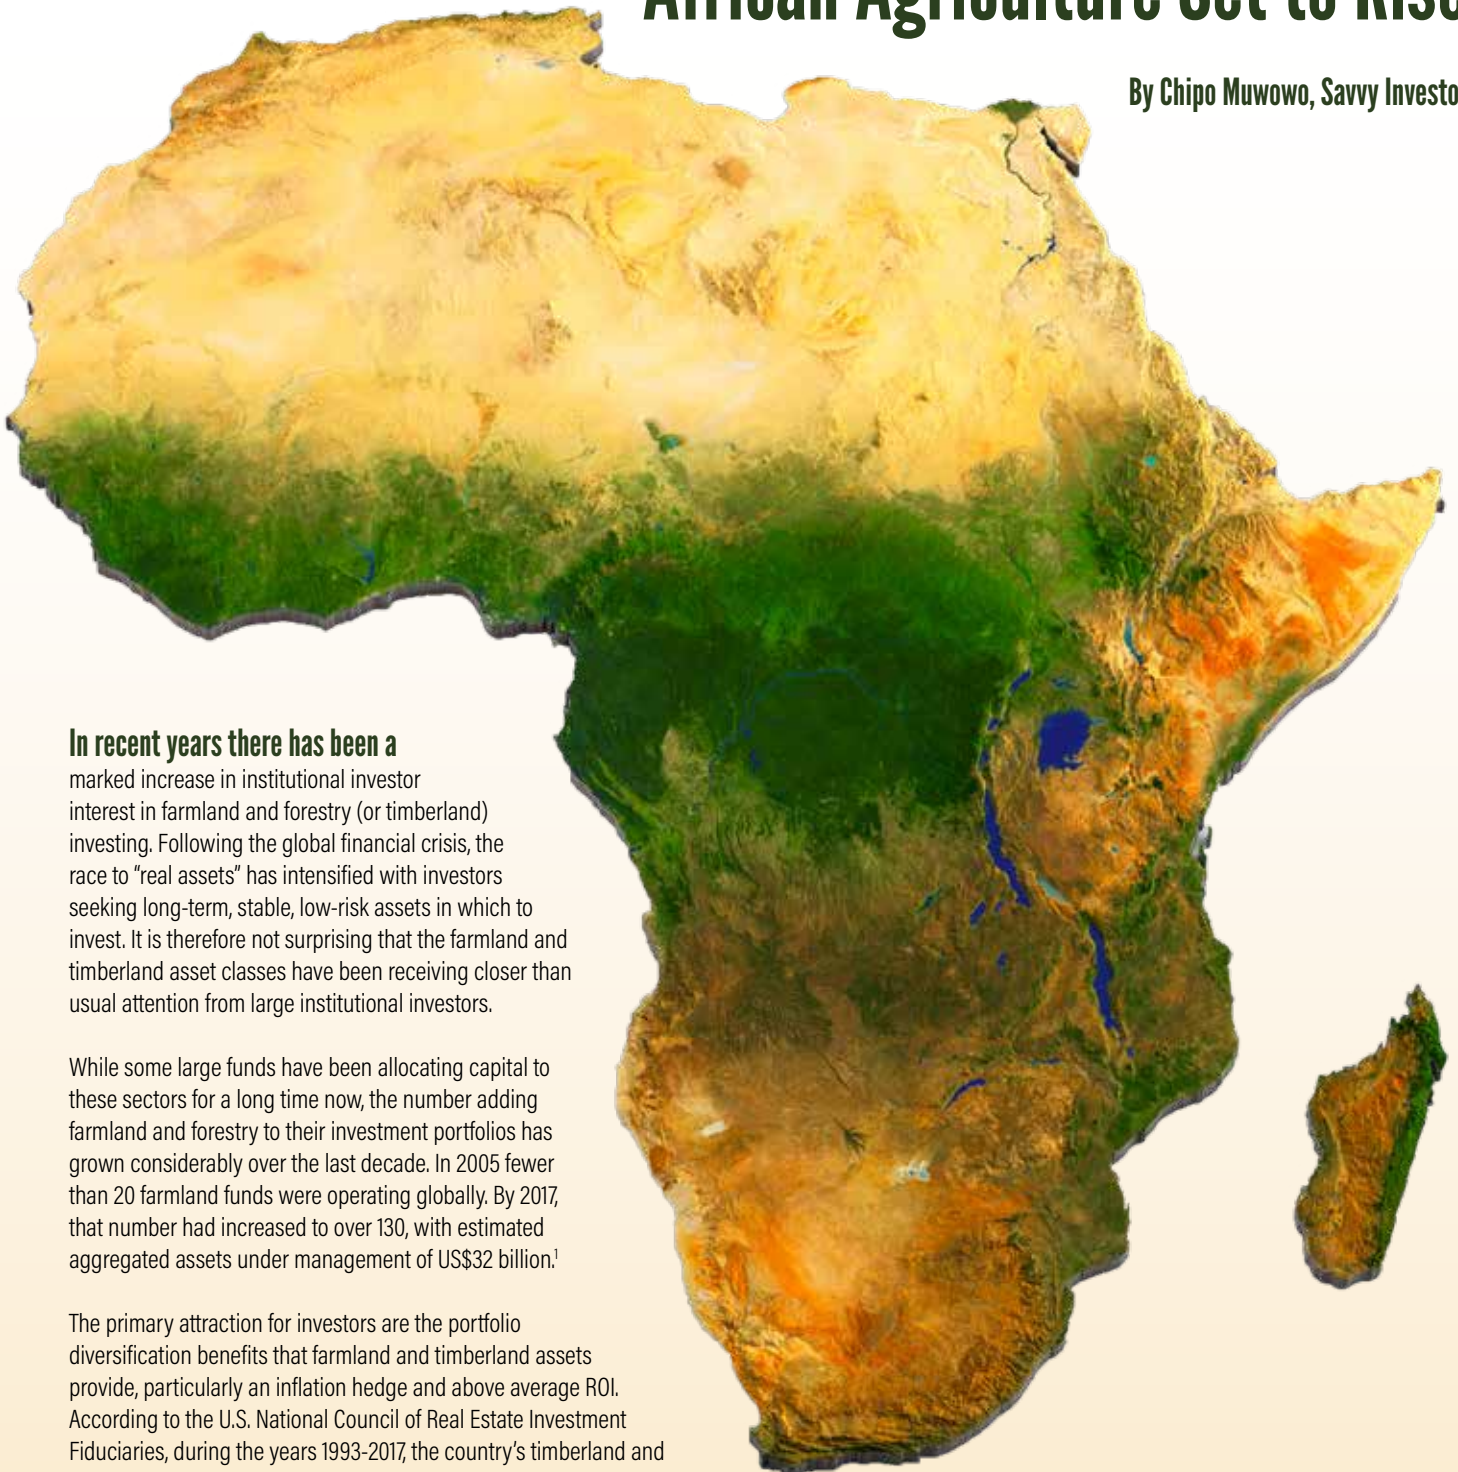 African Agriculture Set to Rise
By Chipo Muwowo, Savvy Investo
In recent years there has been a
marked increase in institutional investor
interest in farmland and forestry (or timberland)
investing. Following the global financial crisis, the
race to "real assets" has intensified with investors
seeking long-term, stable, low-risk assets in which to
invest. It is therefore not surprising that the farmland and
timberland asset classes have been receiving closer than
usual attention from large institutional investors.
While some large funds have been allocating capital to
these sectors for a long time now, the number adding
farmland and forestry to their investment portfolios has
grown considerably over the last decade. In 2005 fewer
than 20 farmland funds were operating globally. By 2017,
that number had increased to over 130, with estimated
aggregated assets under management of US$32 billion.¹
The primary attraction for investors are the portfolio
diversification benefits that farmland and timberland assets
provide, particularly an inflation hedge and above average ROI.
According to the U.S. National Council of Real Estate Investment
Fiduciaries, during the years 1993-2017, the country's timberland and